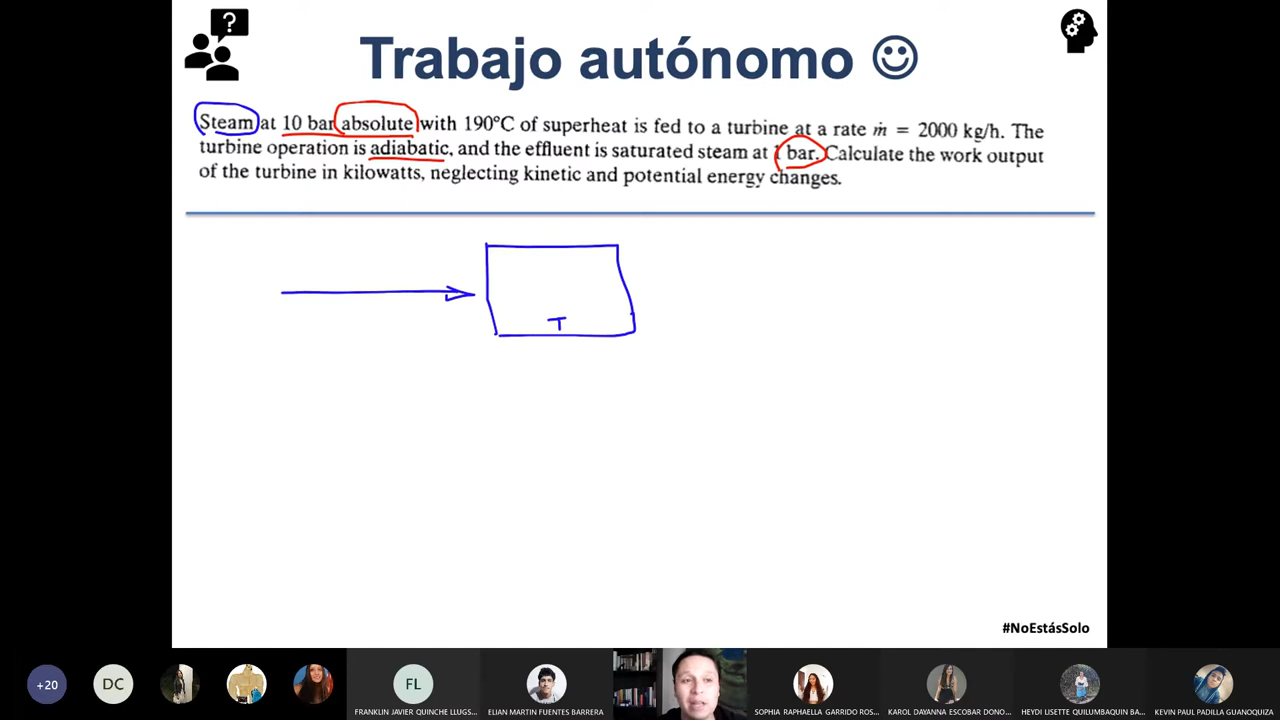 ?
Trabajo autónomo ☺
Steam at 10 bar absolute with 190°C of superheat is fed to a turbine at a rate ṁ = 2000 kg/h. The
turbine operation is adiabatic, and the effluent is saturated steam at 1 bar. Calculate the work output
of the turbine in kilowatts, neglecting kinetic and potential energy changes.
T
#NoEstásSolo
+20
DC
FL
FRANKLIN JAVIER QUINCHE LLUGS...
ELIAN MARTIN FUENTES BARRERA
SOPHIA RAPHAELLA GARRIDO ROS...
KAROL DAYANNA ESCOBAR DONO...
HEYDI LISETTE QUILUMBAQUIN BA...
KEVIN PAUL PADILLA GUANOQUIZA